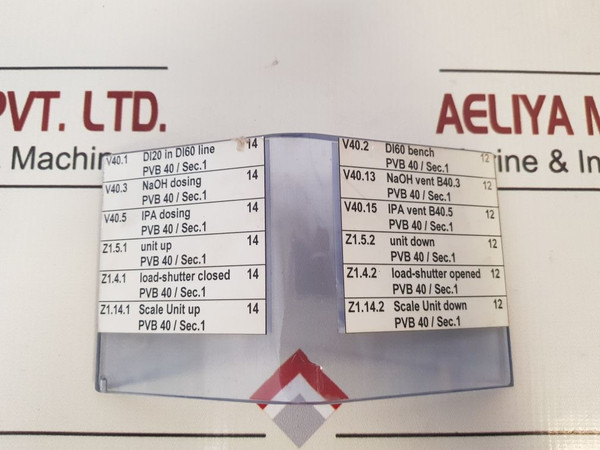 PVT. LTD.
Machin
AELIYA M
rine & In
V40.1 DI20 in DI60 line 14
PVB 40 / Sec.1
V40.3 NaOH dosing 14
PVB 40 / Sec.1
V40.5 IPA dosing 14
PVB 40 / Sec.1
Z1.5.1 unit up 14
PVB 40 / Sec.1
Z1.4.1 load-shutter closed 14
PVB 40 / Sec.1
Z1.14.1 Scale Unit up 14
PVB 40 / Sec.1
V40.2 DI60 bench 12
PVB 40 / Sec.1
V40.13 NaOH vent B40.3 12
PVB 40 / Sec.1
V40.15 IPA vent B40.5 12
PVB 40 / Sec.1
Z1.5.2 unit down 12
PVB 40 / Sec.1
Z1.4.2 load-shutter opened 12
PVB 40 / Sec.1
Z1.14.2 Scale Unit down 12
PVB 40 / Sec.1